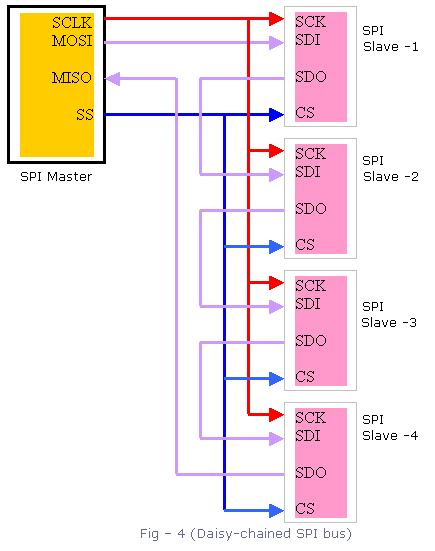 SCLK
MOSI
MISO
SS
SPI Master
SCK
SDI
SDO
CS
SPI
Slave -1
SCK
SDI
SDO
CS
SPI
Slave -2
SCK
SDI
SDO
CS
SPI
Slave -3
SCK
SDI
SDO
CS
SPI
Slave -4
Fig - 4 (Daisy-chained SPI bus)